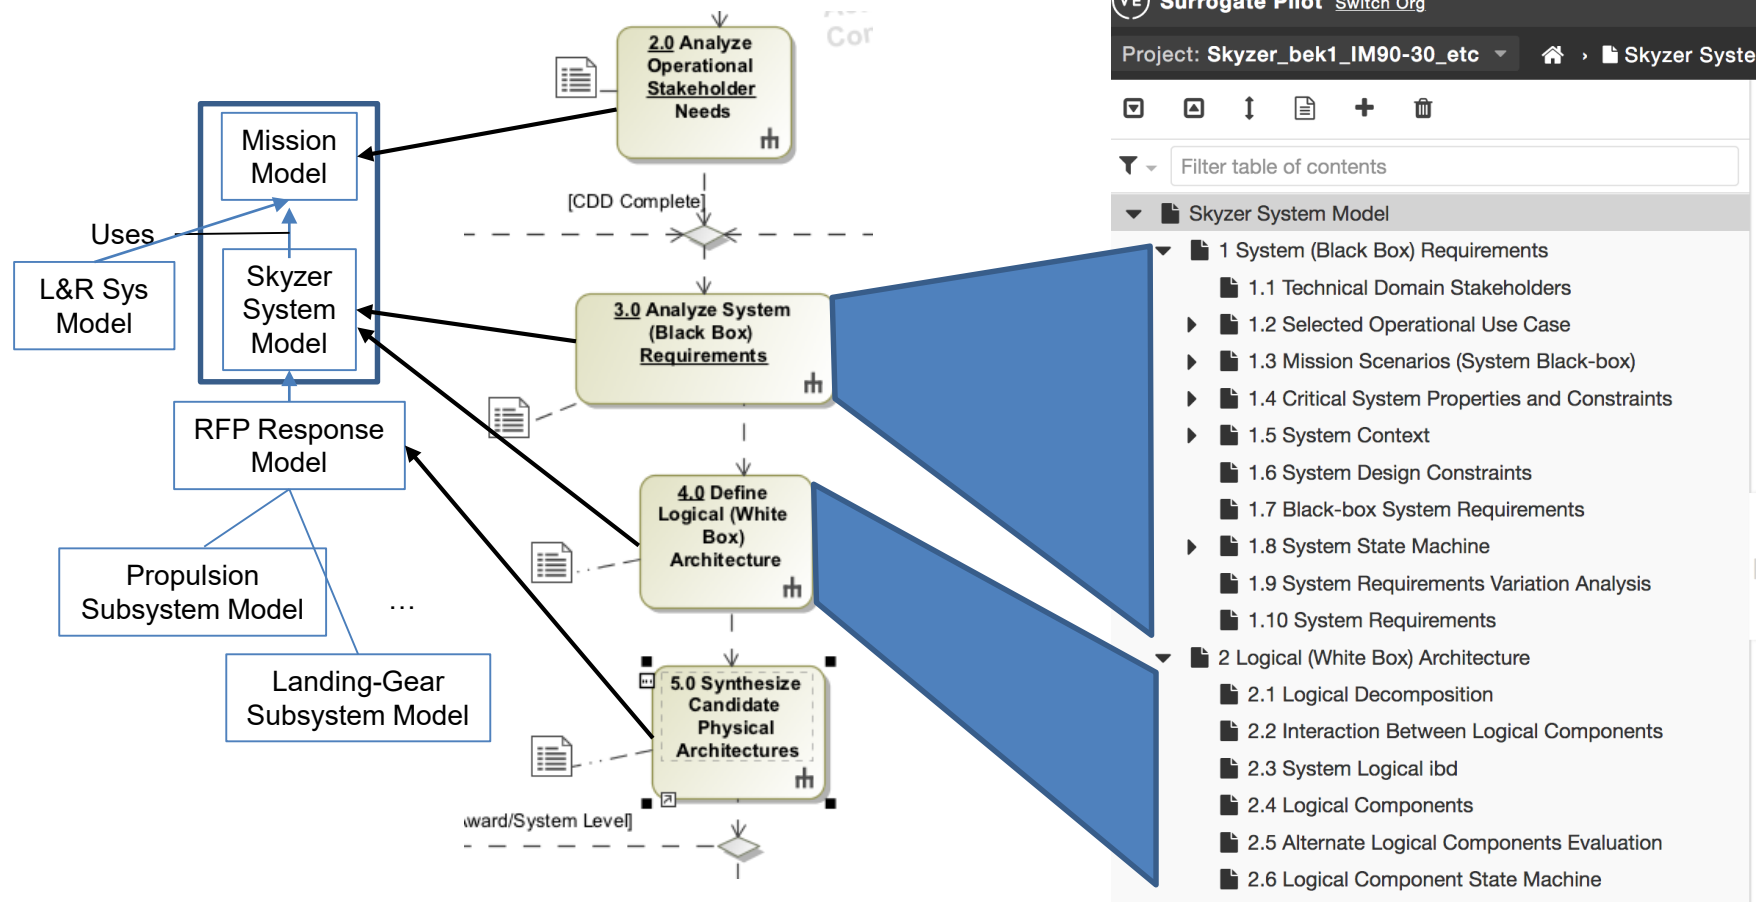 Mission
Model
Uses
L&R Sys
Model
Skyzer
System
Model
RFP Response
Model
Propulsion
Subsystem Model
...
Landing-Gear
Subsystem Model
2.0 Analyze
Operational
Stakeholder
Needs
[CDD Complete]
3.0 Analyze System
(Black Box)
Requirements
4.0 Define
Logical (White
Box)
Architecture
5.0 Synthesize
Candidate
Physical
Architectures
ward/System Level]
Cor
VE Surrogate Pilot Switch Org
Project: Skyzer_bek1_IM90-30_etc › Skyzer Syste
Filter table of contents
Skyzer System Model
1 System (Black Box) Requirements
1.1 Technical Domain Stakeholders
1.2 Selected Operational Use Case
1.3 Mission Scenarios (System Black-box)
1.4 Critical System Properties and Constraints
1.5 System Context
1.6 System Design Constraints
1.7 Black-box System Requirements
1.8 System State Machine
1.9 System Requirements Variation Analysis
1.10 System Requirements
2 Logical (White Box) Architecture
2.1 Logical Decomposition
2.2 Interaction Between Logical Components
2.3 System Logical ibd
2.4 Logical Components
2.5 Alternate Logical Components Evaluation
2.6 Logical Component State Machine